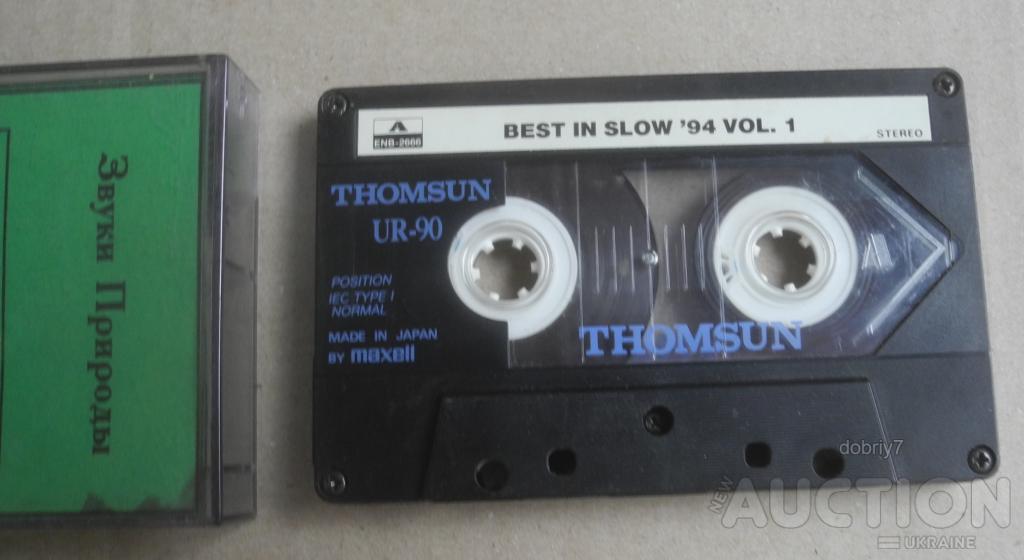 Звуки Природы
A
ENB-2666
BEST IN SLOW '94 VOL. 1
STEREO
THOMSUN
UR-90
POSITION
IEC TYPE I
NORMAL
MADE IN JAPAN
BY maxell
A
THOMSUN
dobriy7
NEW AUCTION
UKRAINE